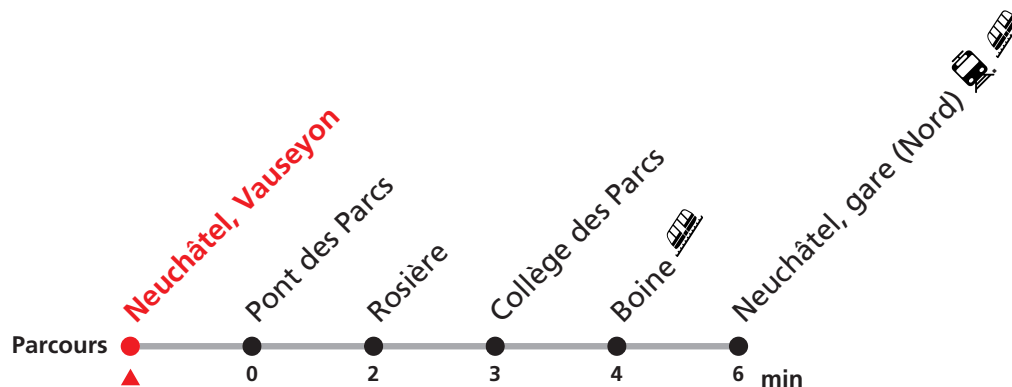 Neuchâtel, Vauseyon
Pont des Parcs
Rosière
Collège des Parcs
Boine
Neuchâtel, gare (Nord)
Parcours
0 2 3 4 6 min